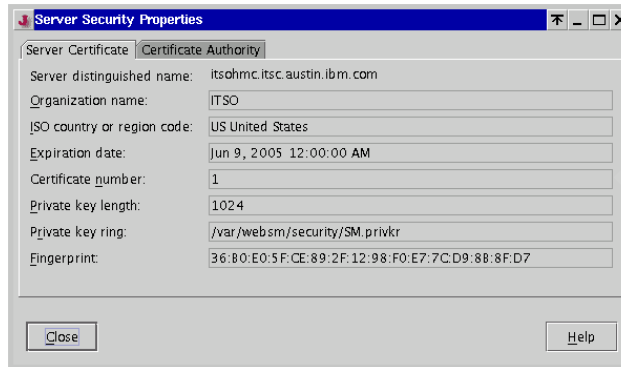 Server Security Properties
Server Certificate Certificate Authority
Server distinguished name: itsohmc.itsc.austin.ibm.com
Organization name: ITSO
ISO country or region code: US United States
Expiration date: Jun 9, 2005 12:00:00 AM
Certificate number: 1
Private key length: 1024
Private key ring: /var/websm/security/SM.privkr
Fingerprint: 36:B0:E0:5F:CE:89:2F:12:98:F0:E7:7C:D9:8B:8F:D7
Close Help